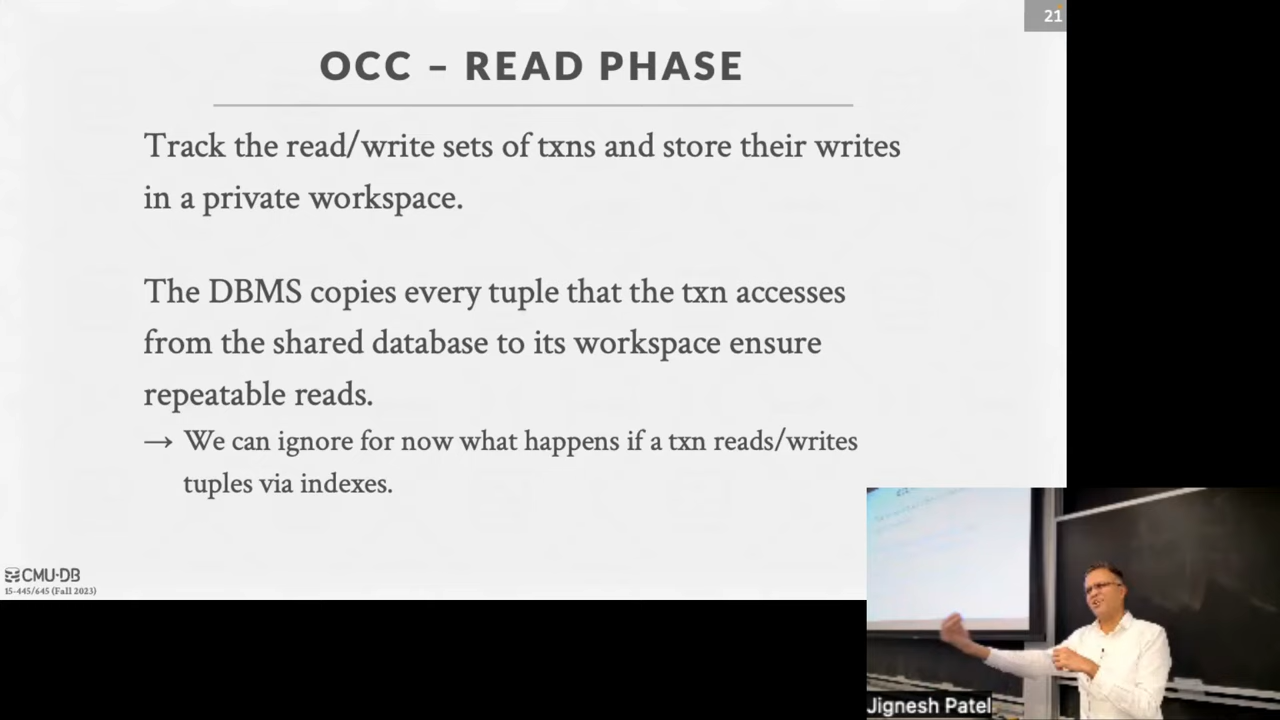 21
OCC – READ PHASE
Track the read/write sets of txns and store their writes
in a private workspace.
The DBMS copies every tuple that the txn accesses
from the shared database to its workspace ensure
repeatable reads.
→ We can ignore for now what happens if a txn reads/writes
tuples via indexes.
CMU·DB
15-445/645 (Fall 2023)
Jignesh Patel